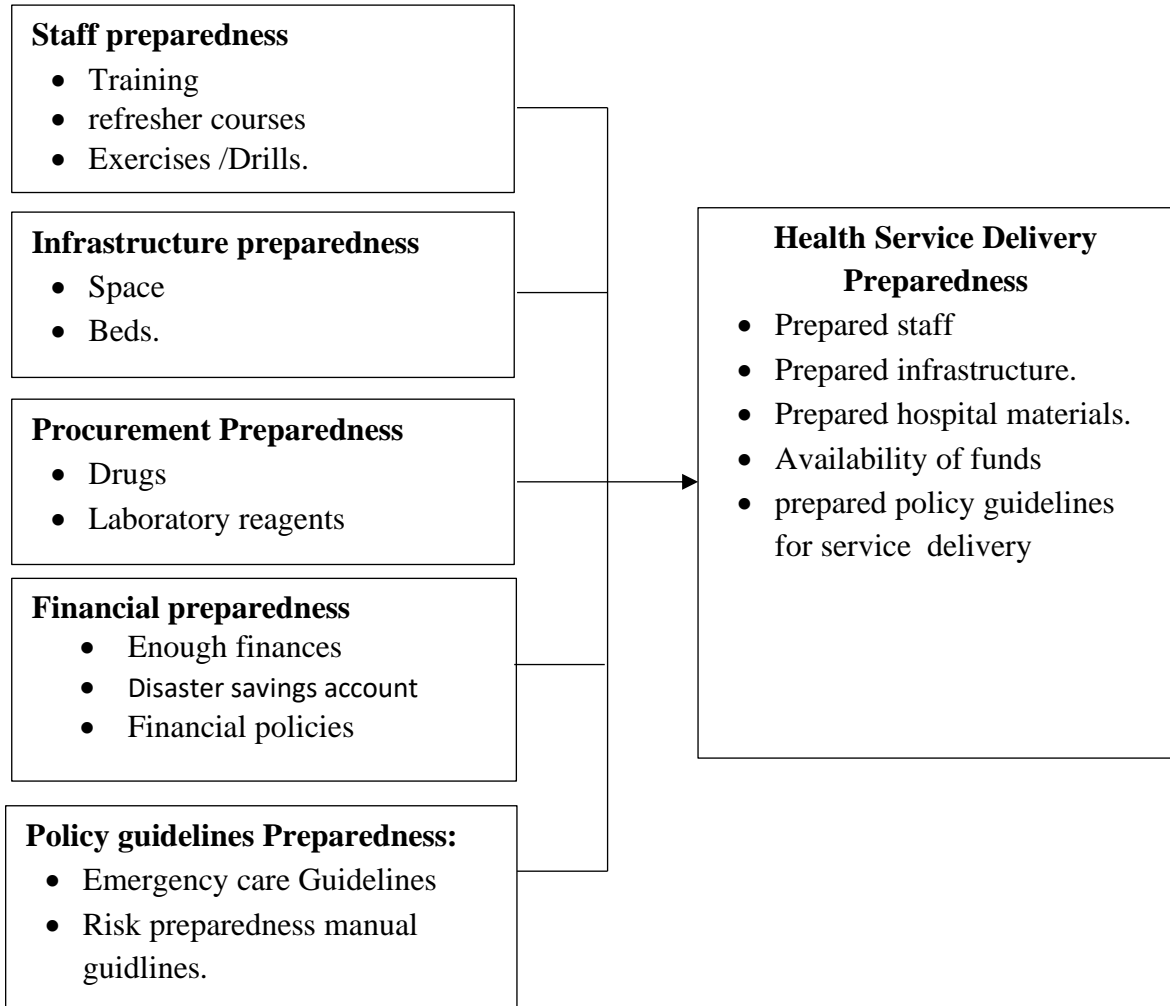 Staff preparedness
• Training
• refresher courses
• Exercises /Drills.
Infrastructure preparedness
• Space
• Beds.
Procurement Preparedness
• Drugs
• Laboratory reagents
Financial preparedness
• Enough finances
• Disaster savings account
• Financial policies
Policy guidelines Preparedness:
• Emergency care Guidelines
• Risk preparedness manual
guidlines.
Health Service Delivery
Preparedness
• Prepared staff
• Prepared infrastructure.
• Prepared hospital materials.
• Availability of funds
• prepared policy guidelines
for service delivery